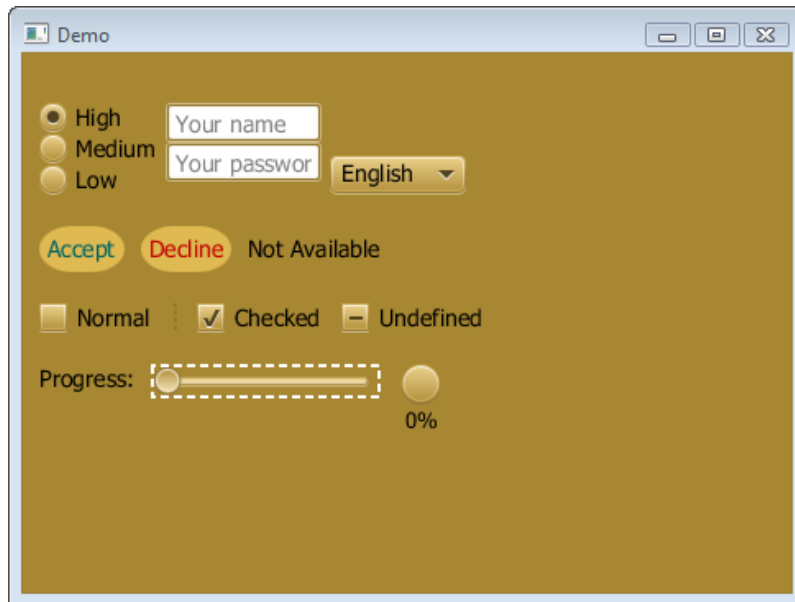 Demo
High
Your name
Medium
Your passwor
Low
English
Accept Decline Not Available
Normal Checked Undefined
Progress:
0%